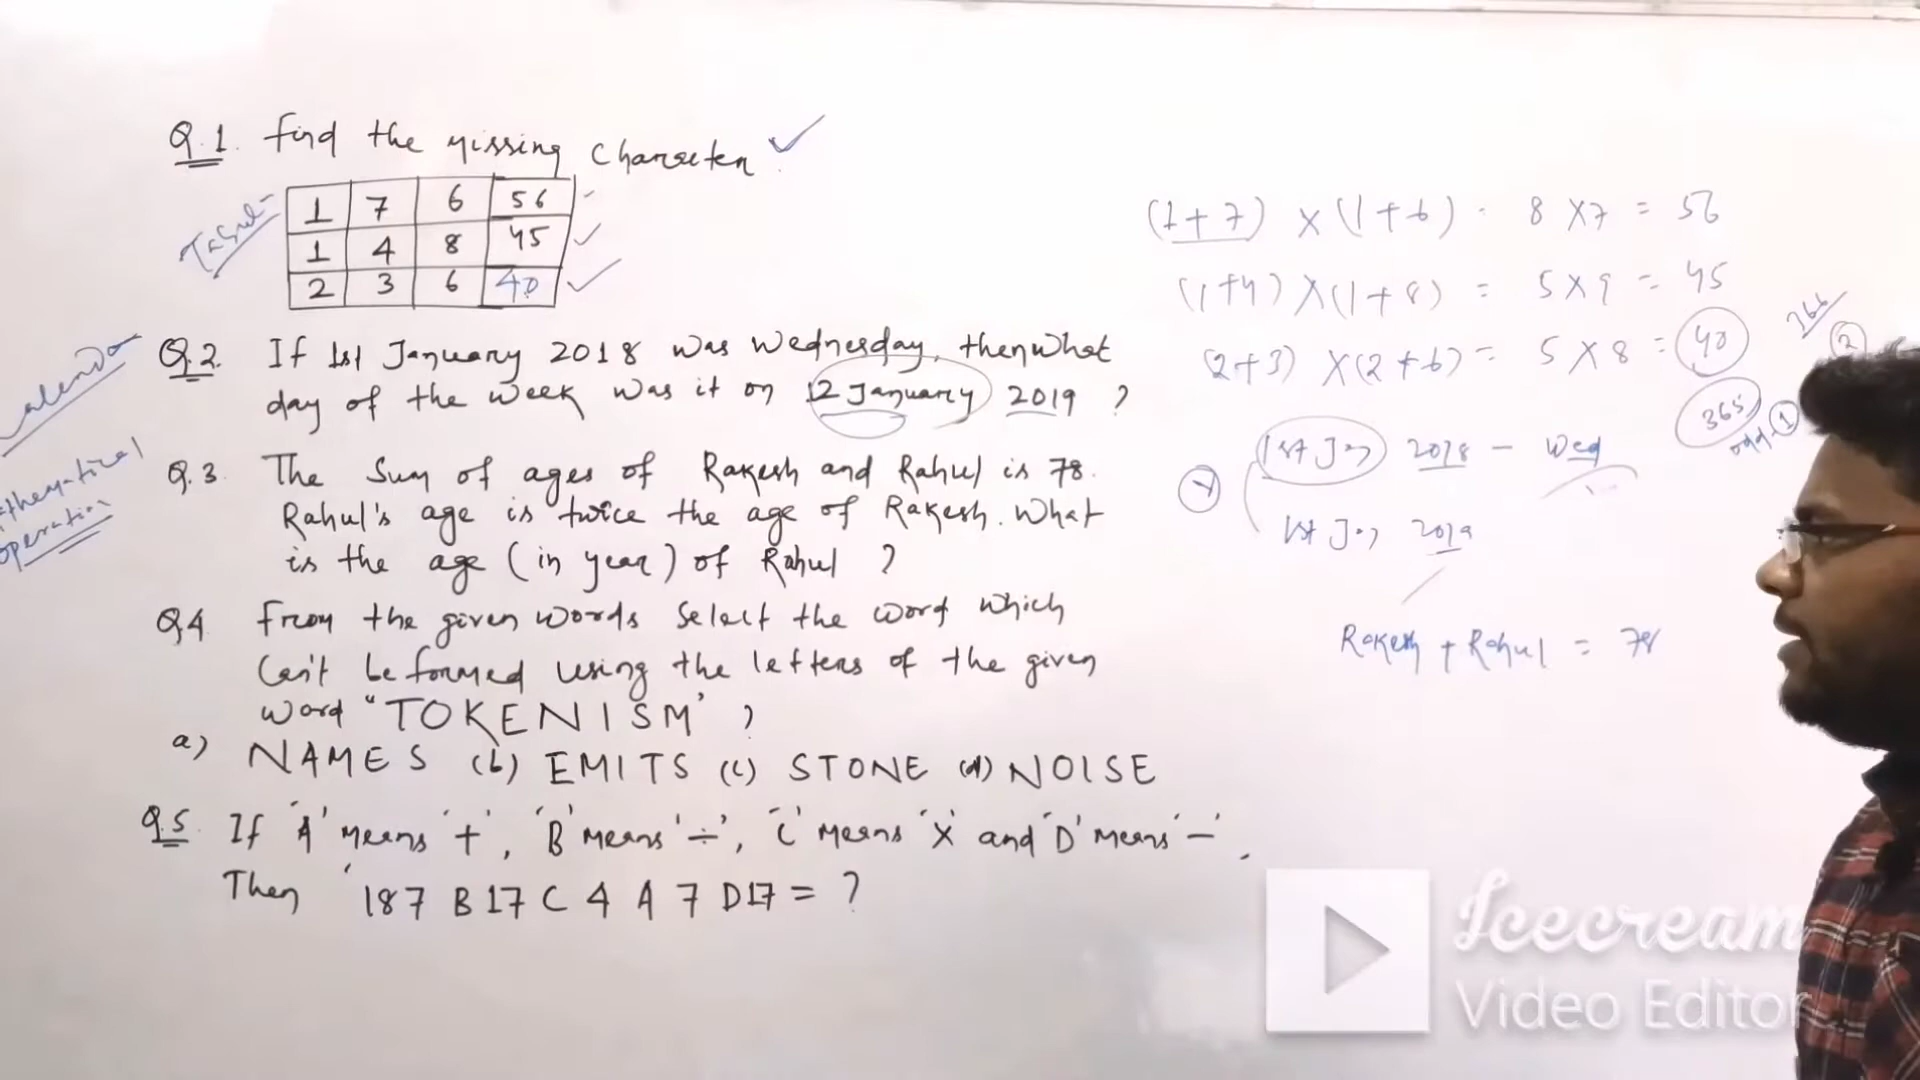 Q.1. find the missing character
Tabul-
1 7 6 56
1 4 8 45
2 3 6 40
Q.2. If 1st January 2018 was Wednesday, then what
day of the week was it on 12 January 2019 ?
Q.3 The Sum of ages of Rakesh and Rahul is 78.
Rahul's age is twice the age of Rakesh. What
is the age (in year) of Rahul ?
Q4 From the given words Select the word which
Can't be formed using the letters of the given
word "TOKENISM" ?
a) NAMES (b) EMITS (c) STONE (d) NOISE
Q.5. If 'A' means '+', 'B' means '÷', 'C' means 'X' and 'D' means '–',
Then '187 B 17 C 4 A 7 D 17 = ?
operation
(1+7) X (1+6) 8 X 7 = 56
(1+4) X (1+8) = 5 X 9 = 45
(2+3) X (2+6) = 5 X 8 = 40
366
2
365
odd-1
1st Jan 2018 - Wed
1st Jan 2019
Rakesh + Rahul = 78
Icecream
Video Editor